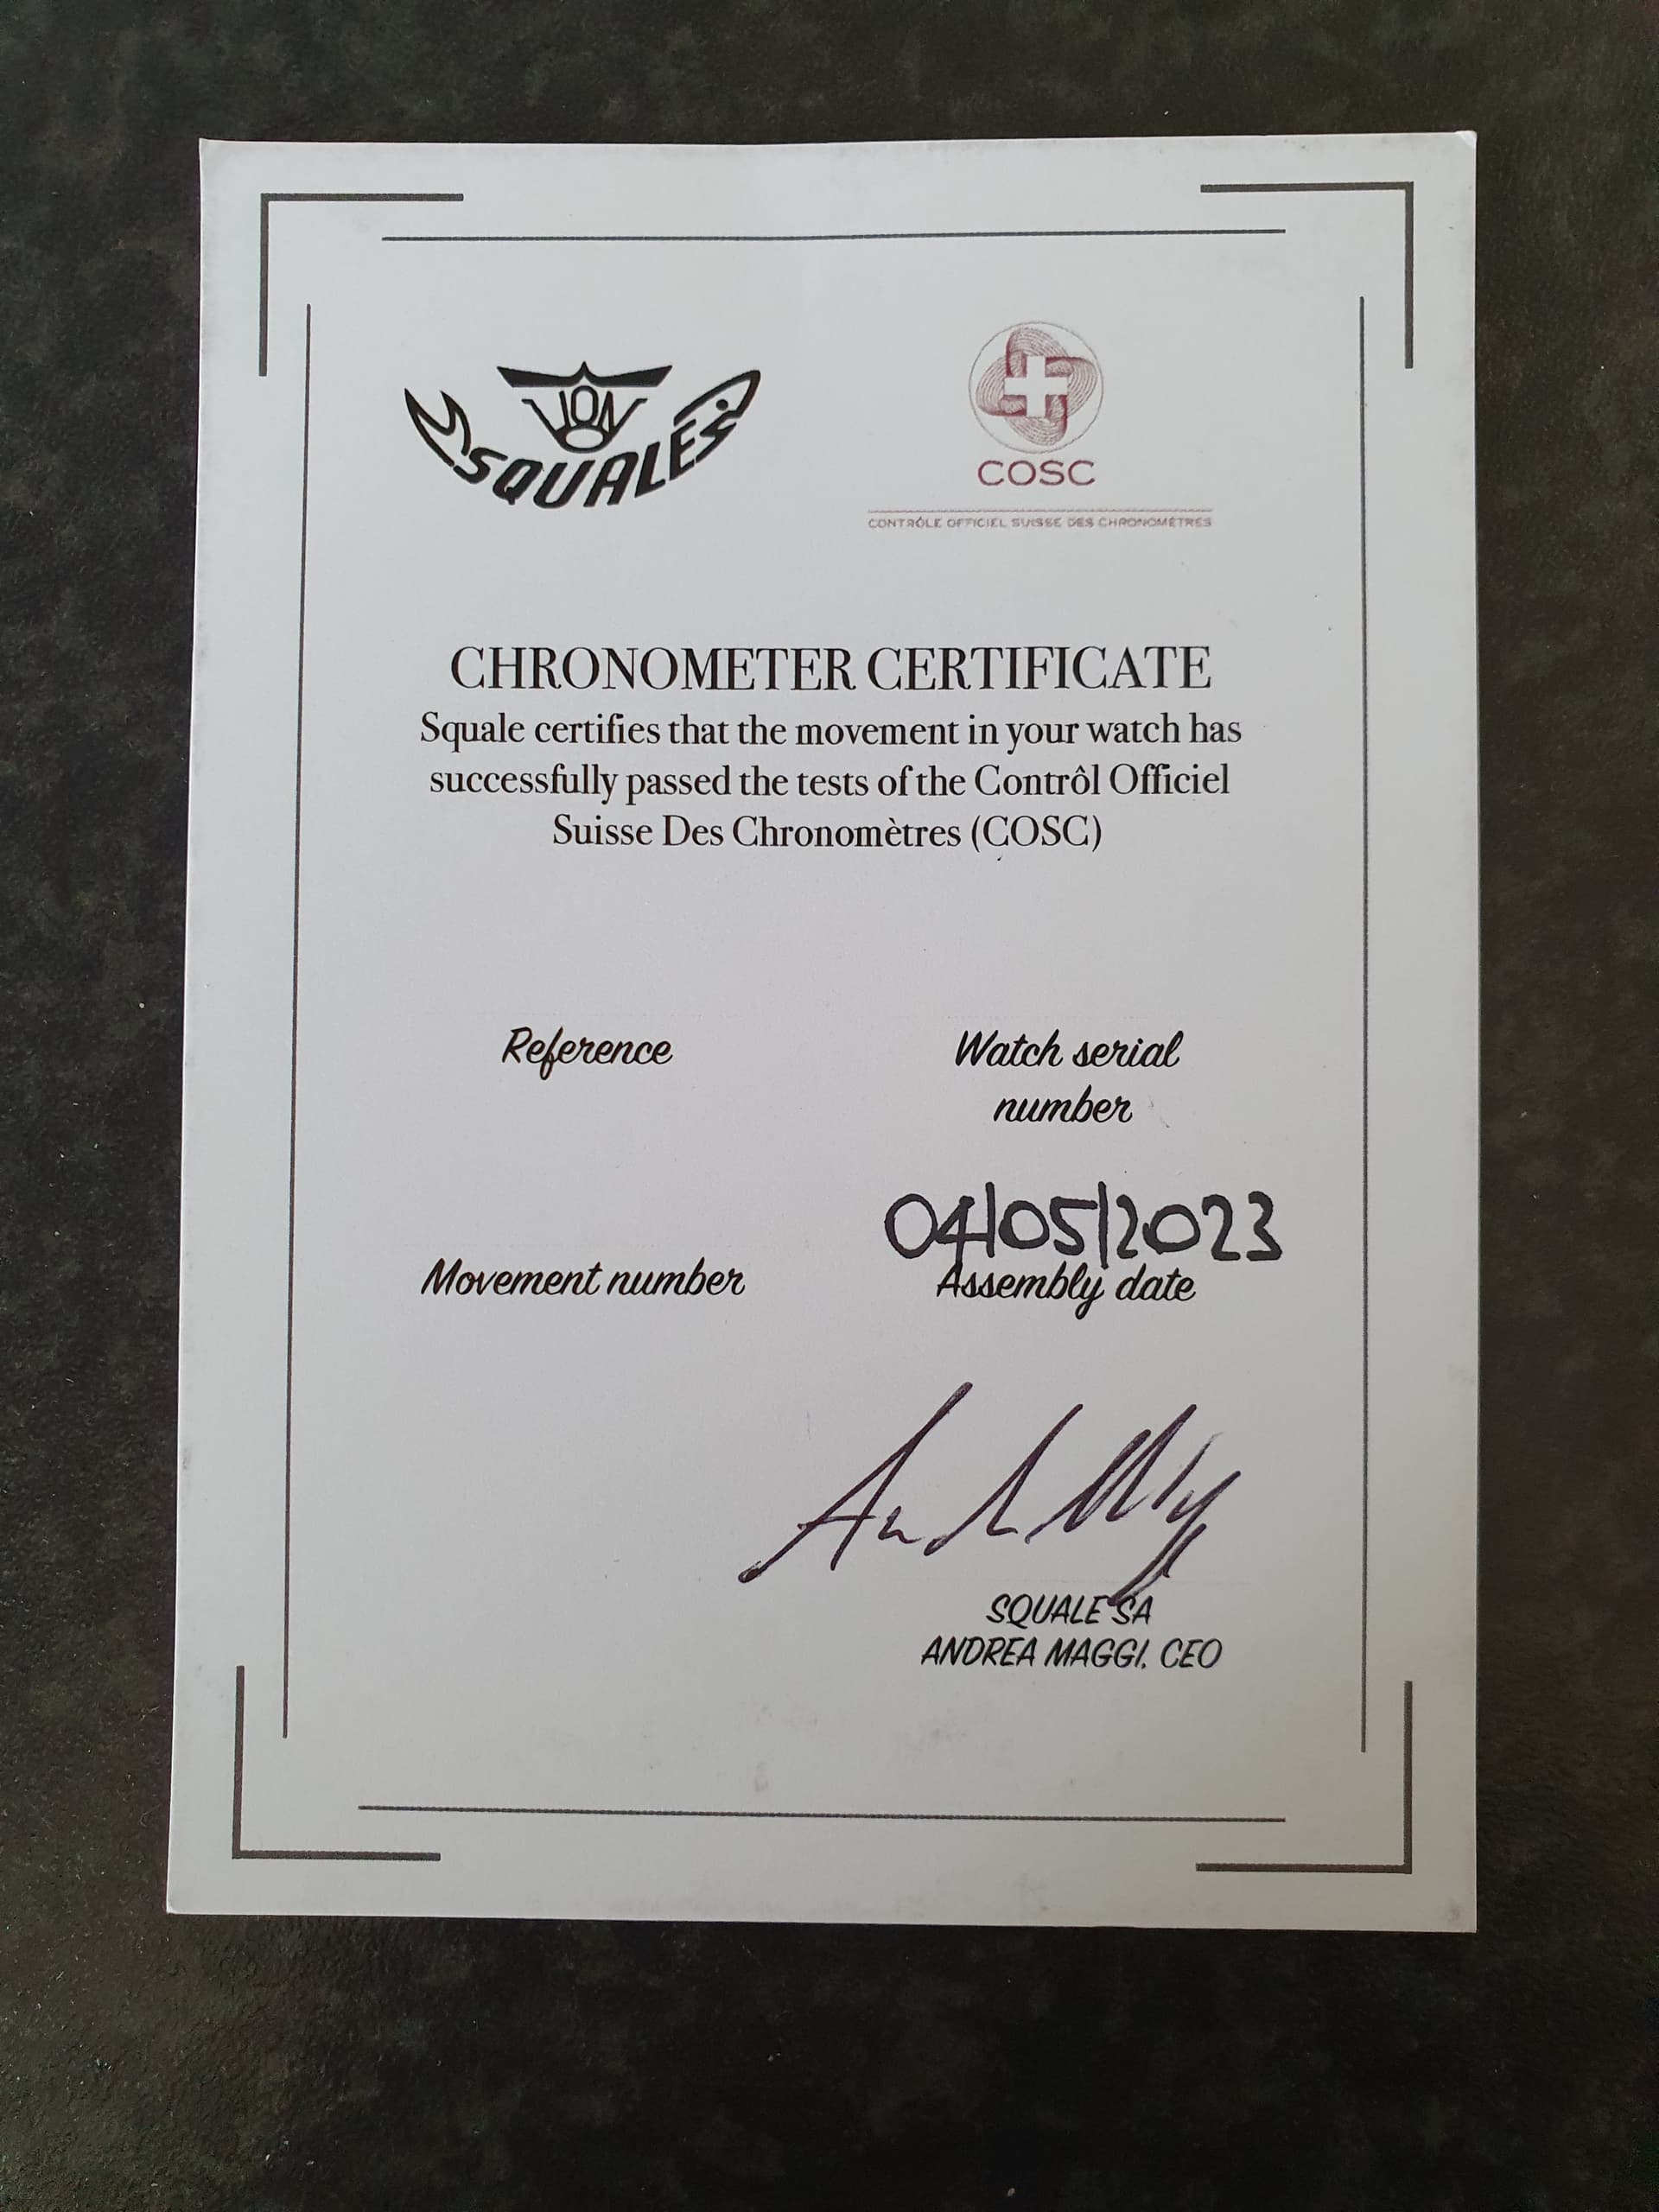 VON
SQUALE
COSC
CONTRÔLE OFFICIEL SUISSE DES CHRONOMÈTRES
CHRONOMETER CERTIFICATE
Squale certifies that the movement in your watch has
successfully passed the tests of the Contrôl Officiel
Suisse Des Chronomètres (COSC)
Reference
Watch serial
number
Movement number
04/05/2023
Assembly date
SQUALE SA
ANDREA MAGGI, CEO